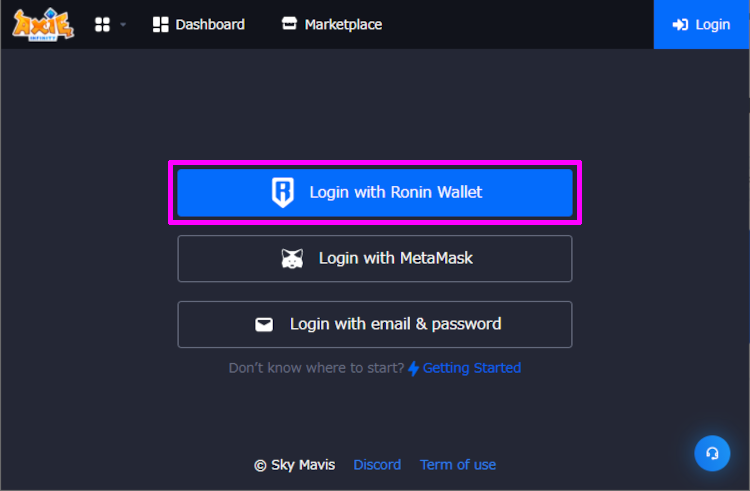 AXIE
INFINITY
Dashboard
Marketplace
Login
Login with Ronin Wallet
Login with MetaMask
Login with email & password
Don't know where to start? Getting Started
© Sky Mavis Discord Term of use